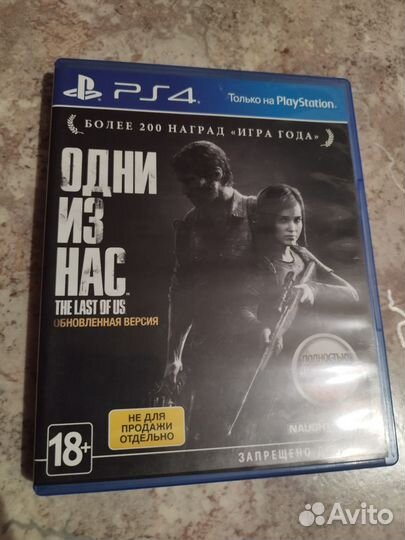 PS4
Только на PlayStation
БОЛЕЕ 200 НАГРАД «ИГРА ГОДА»
ОДНИ
ИЗ
НАС
THE LAST OF US
ОБНОВЛЕННАЯ ВЕРСИЯ
ПОЛНОСТЬЮ
НЕ ДЛЯ
ПРОДАЖИ
ОТДЕЛЬНО
18+
ЗАПРЕЩЕНО
Avito